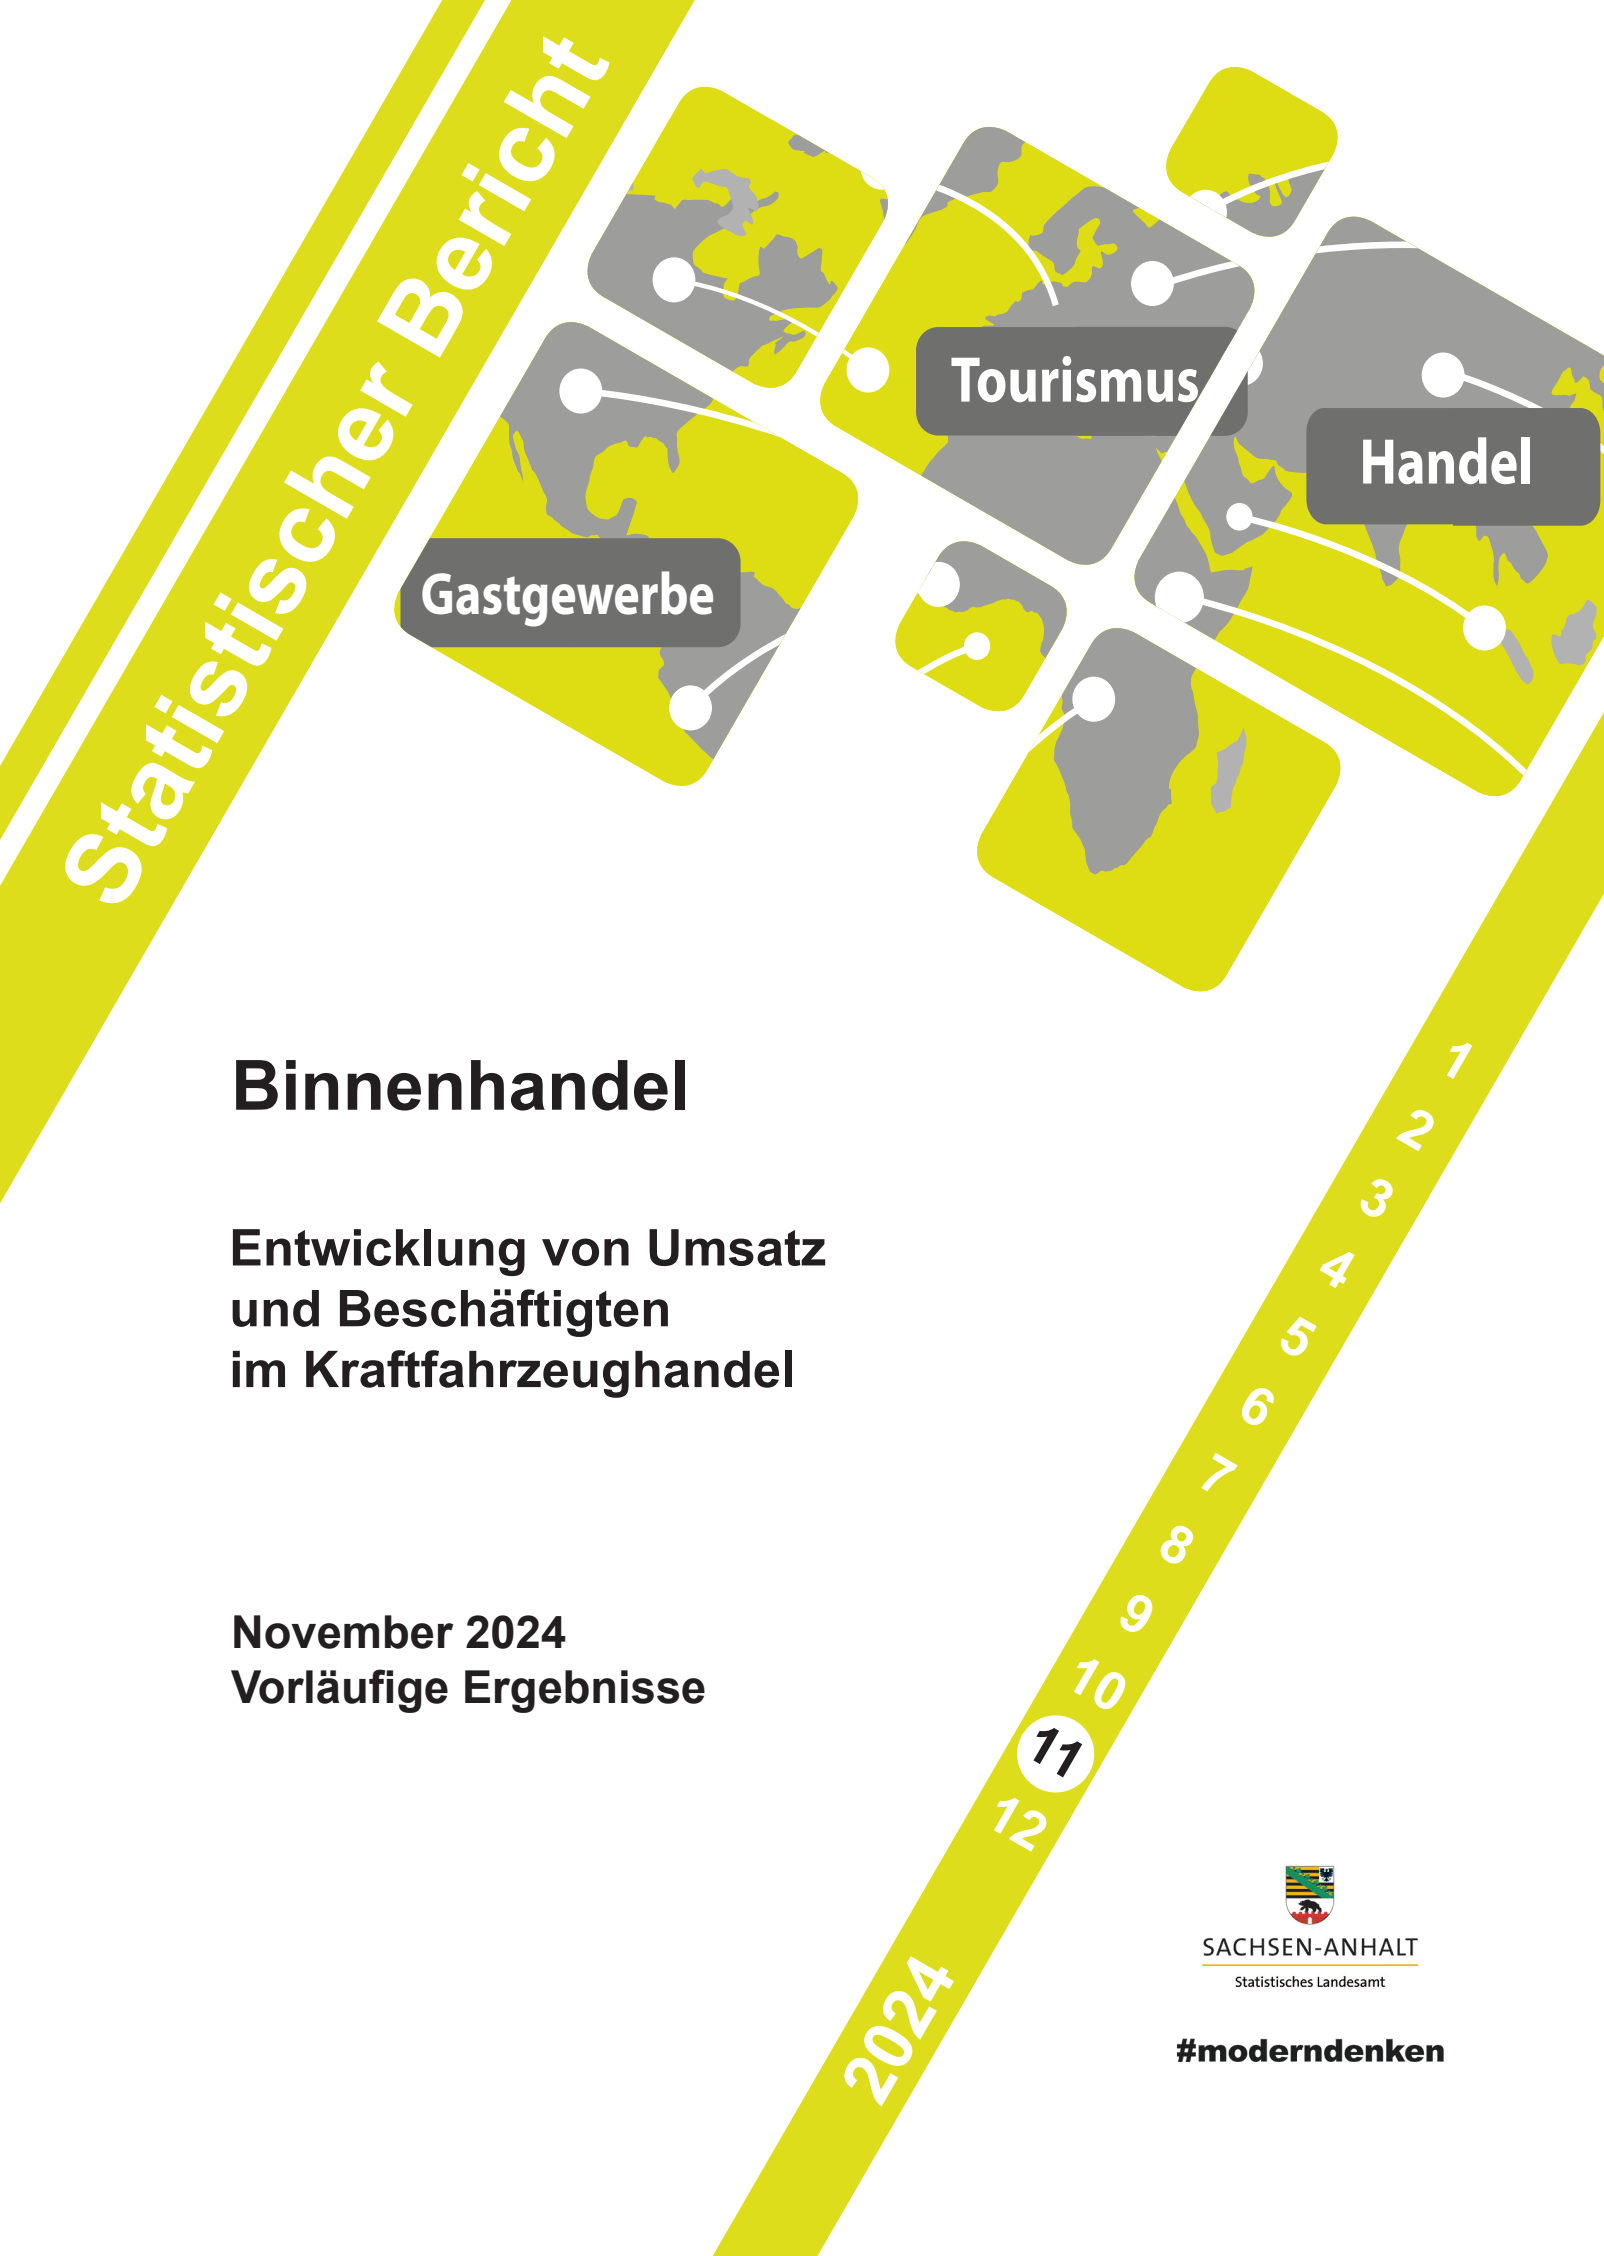 Statistischer Bericht
Tourismus
Handel
Gastgewerbe
Binnenhandel
Entwicklung von Umsatz
und Beschäftigten
im Kraftfahrzeughandel
November 2024
Vorläufige Ergebnisse
1
2
3
4
5
6
7
8
9
10
11
12
2024
SACHSEN-ANHALT
Statistisches Landesamt
#moderndenken